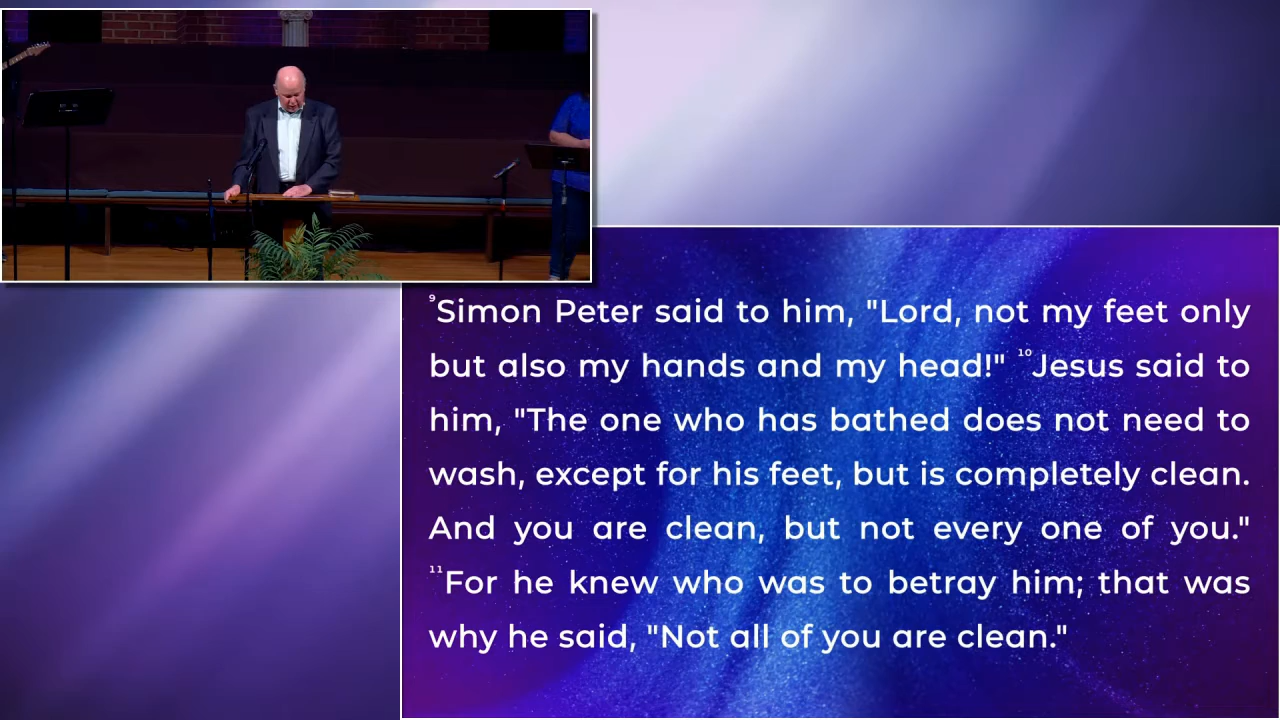 ⁹Simon Peter said to him, "Lord, not my feet only
but also my hands and my head!" ¹⁰Jesus said to
him, "The one who has bathed does not need to
wash, except for his feet, but is completely clean.
And you are clean, but not every one of you."
¹¹For he knew who was to betray him; that was
why he said, "Not all of you are clean."